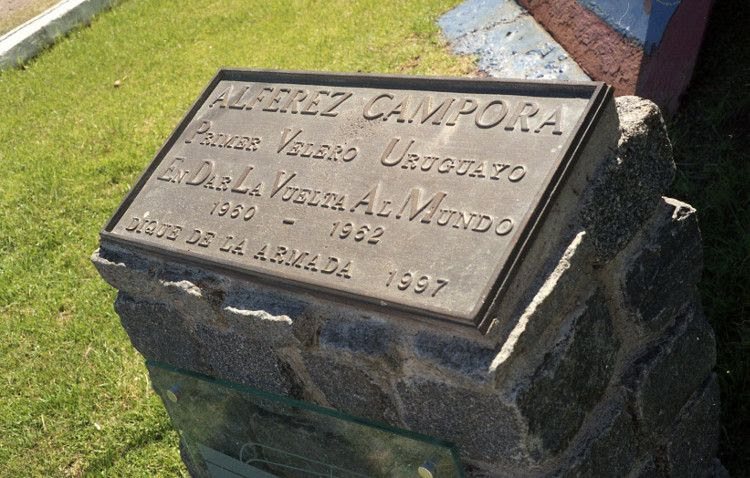 ALFEREZ CAMPORA
PRIMER VELERO URUGUAYO
EN DAR LA VUELTA AL MUNDO
1960 - 1962
DIQUE DE LA ARMADA 1997